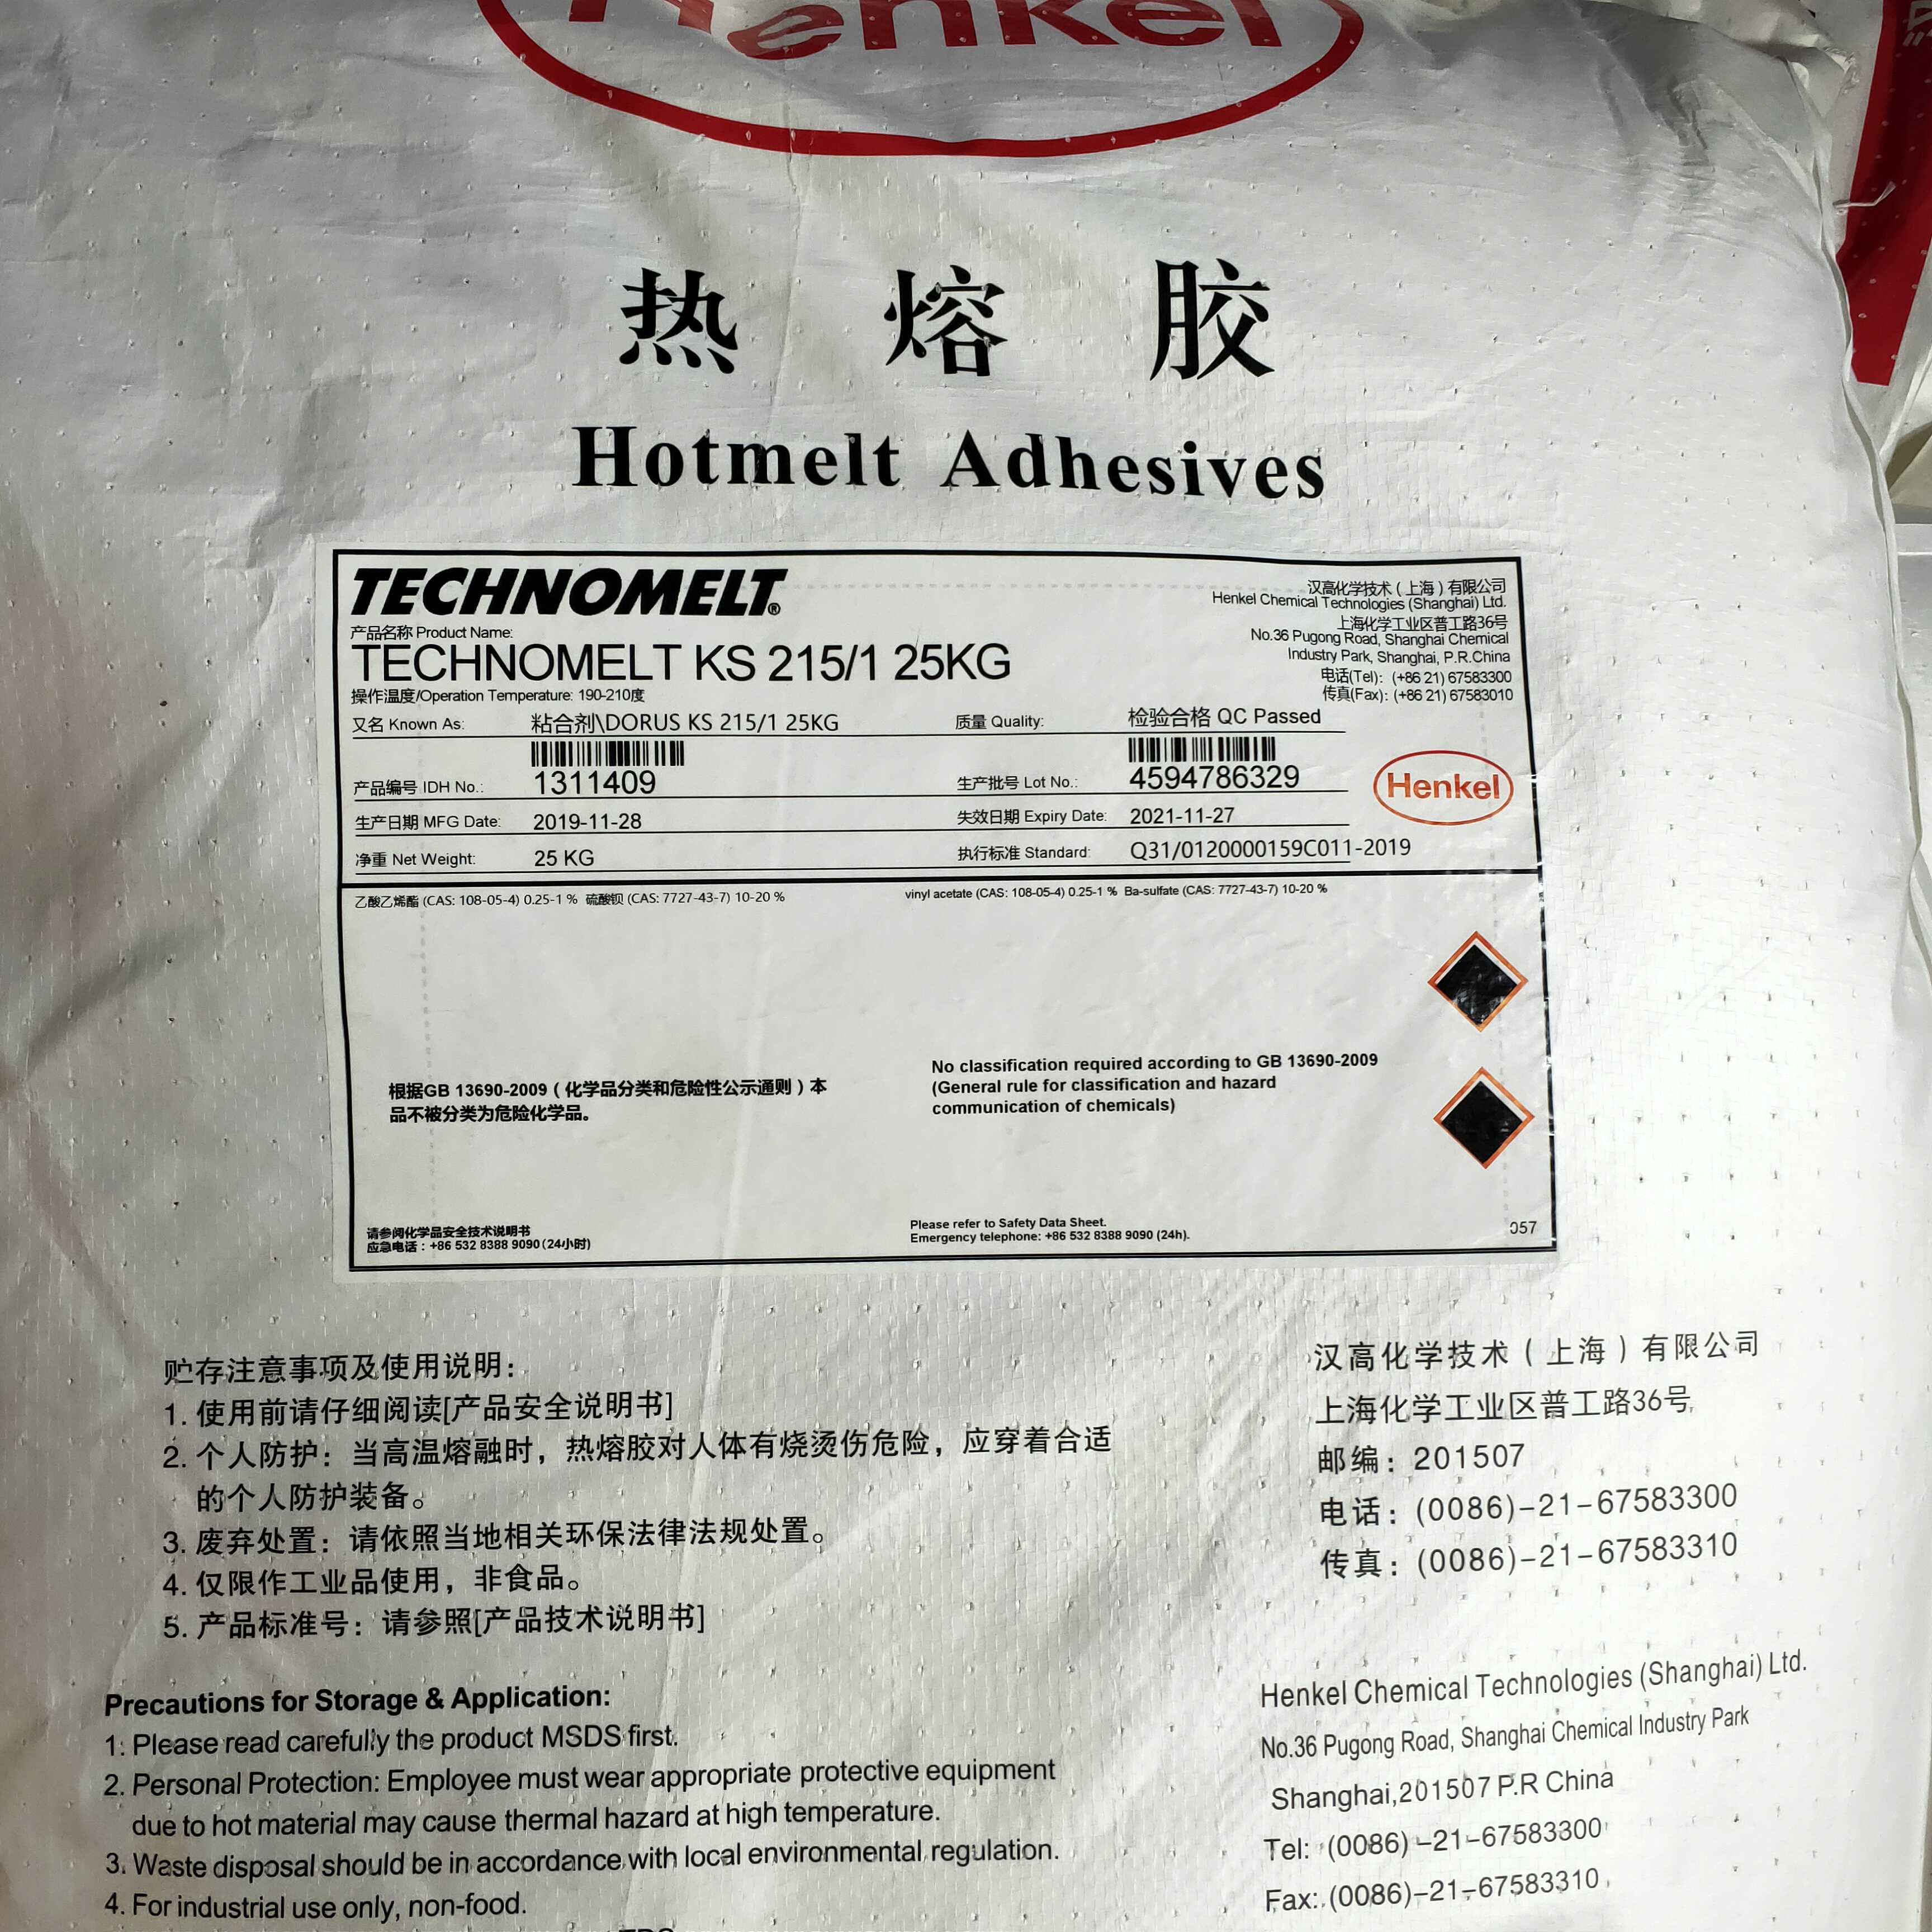 Henkel
热熔胶
Hotmelt Adhesives
TECHNOMELT®
汉高化学技术(上海)有限公司
Henkel Chemical Technologies (Shanghai) Ltd.
上海化学工业区普工路36号
No.36 Pugong Road, Shanghai Chemical
Industry Park, Shanghai, P.R.China
电话(Tel): (+86 21) 67583300
传真(Fax): (+86 21) 67583010
产品名称 Product Name:
TECHNOMELT KS 215/1 25KG
操作温度/Operation Temperature: 190-210度
又名 Known As: 粘合剂\DORUS KS 215/1 25KG 质量 Quality: 检验合格 QC Passed
产品编号 IDH No.: 1311409 生产批号 Lot No.: 4594786329
Henkel
生产日期 MFG Date: 2019-11-28 失效日期 Expiry Date: 2021-11-27
净重 Net Weight: 25 KG 执行标准 Standard: Q31/0120000159C011-2019
乙酸乙烯酯 (CAS: 108-05-4) 0.25-1 % 硫酸钡 (CAS: 7727-43-7) 10-20 %
vinyl acetate (CAS: 108-05-4) 0.25-1 % Ba-sulfate (CAS: 7727-43-7) 10-20 %
根据GB 13690-2009(化学品分类和危险性公示通则)本
品不被分类为危险化学品。
No classification required according to GB 13690-2009
(General rule for classification and hazard
communication of chemicals)
请参阅化学品安全技术说明书
应急电话:+86 532 8388 9090(24小时)
Please refer to Safety Data Sheet.
Emergency telephone: +86 532 8388 9090 (24h).
057
贮存注意事项及使用说明:
1. 使用前请仔细阅读[产品安全说明书]
2. 个人防护:当高温熔融时,热熔胶对人体有烧烫伤危险,应穿着合适
的个人防护装备。
3. 废弃处置:请依照当地相关环保法律法规处置。
4. 仅限作工业品使用,非食品。
5. 产品标准号:请参照[产品技术说明书]
汉高化学技术(上海)有限公司
上海化学工业区普工路36号
邮编:201507
电话:(0086)-21-67583300
传真:(0086)-21-67583310
Precautions for Storage & Application:
1: Please read carefully the product MSDS first.
2. Personal Protection: Employee must wear appropriate protective equipment
due to hot material may cause thermal hazard at high temperature.
3. Waste disposal should be in accordance with local environmental regulation.
4. For industrial use only, non-food.
Henkel Chemical Technologies (Shanghai) Ltd.
No.36 Pugong Road, Shanghai Chemical Industry Park
Shanghai,201507 P.R China
Tel: (0086)-21-67583300
Fax: (0086)-21-67583310